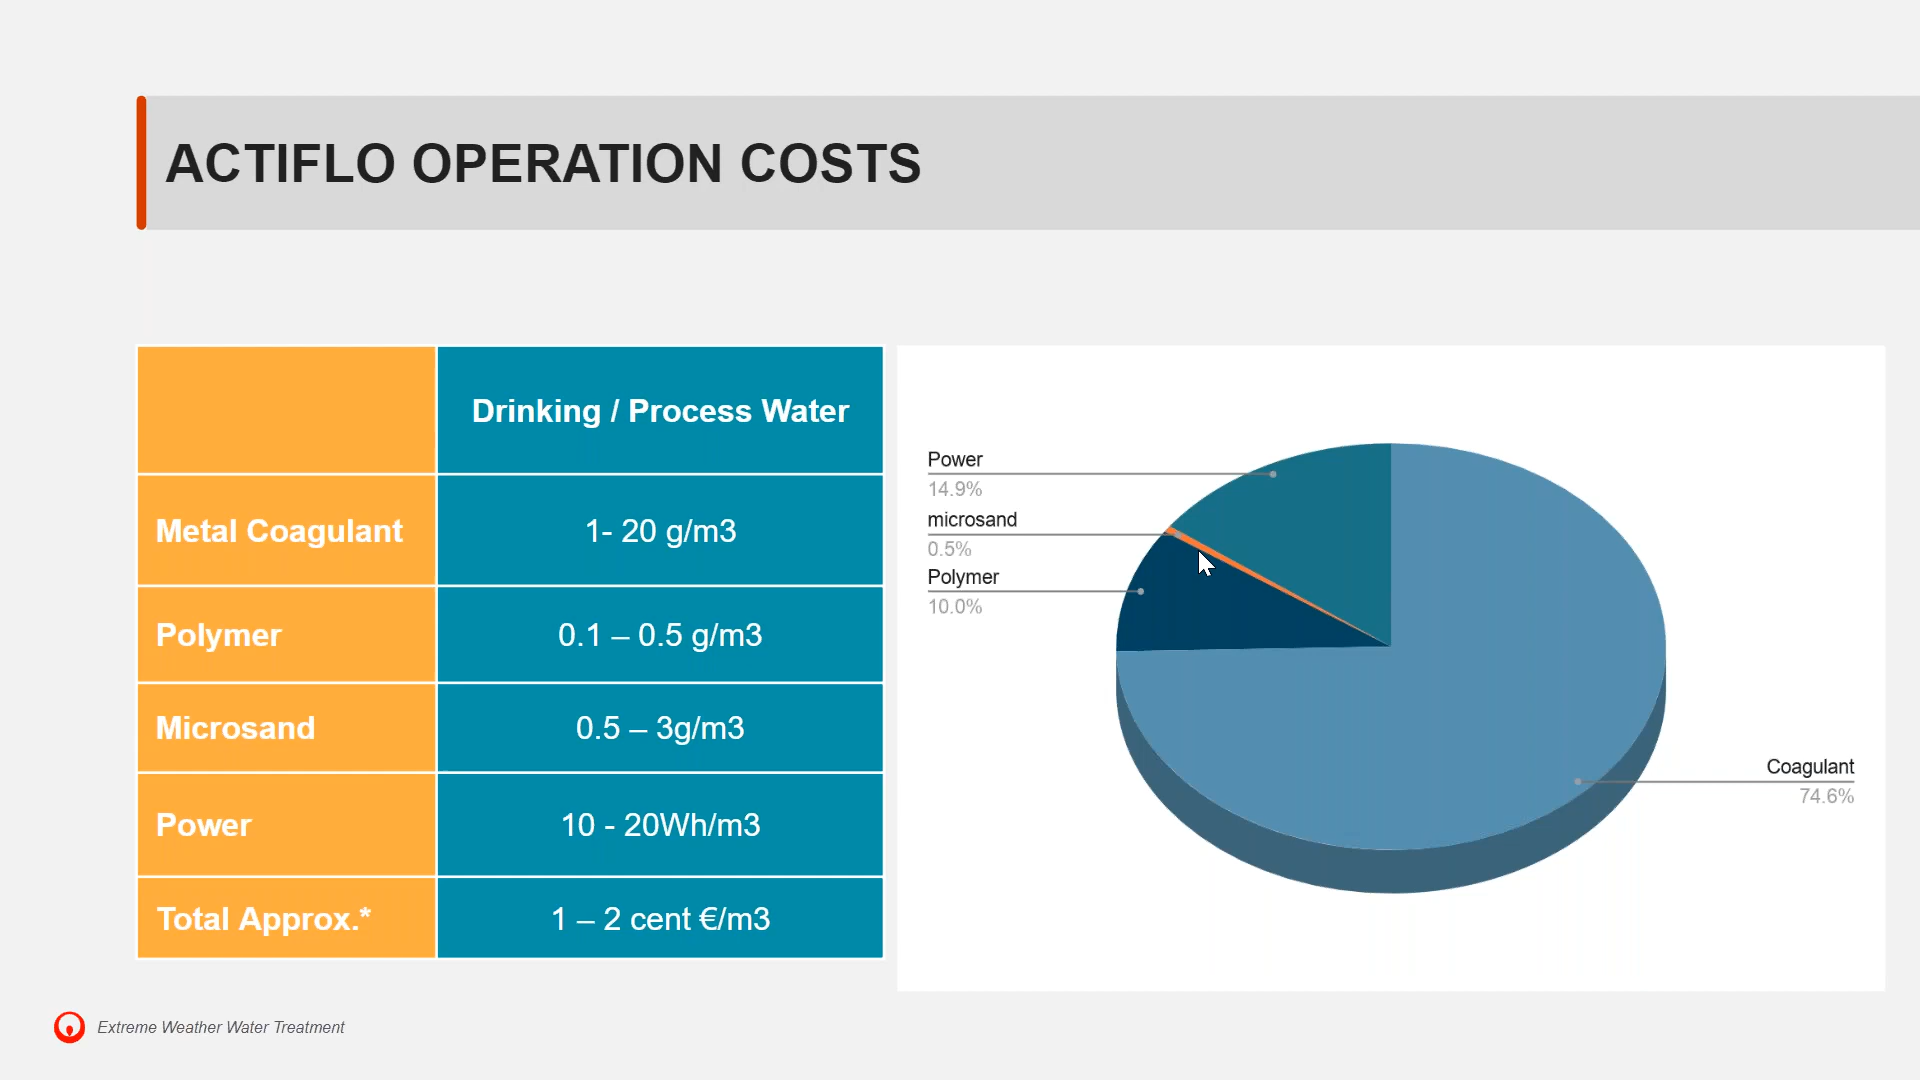 ACTIFLO OPERATION COSTS
Drinking / Process Water
Metal Coagulant
1- 20 g/m3
Polymer
0.1 – 0.5 g/m3
Microsand
0.5 – 3g/m3
Power
10 - 20Wh/m3
Total Approx.*
1 – 2 cent €/m3
Power
14.9%
microsand
0.5%
Polymer
10.0%
Coagulant
74.6%
Extreme Weather Water Treatment